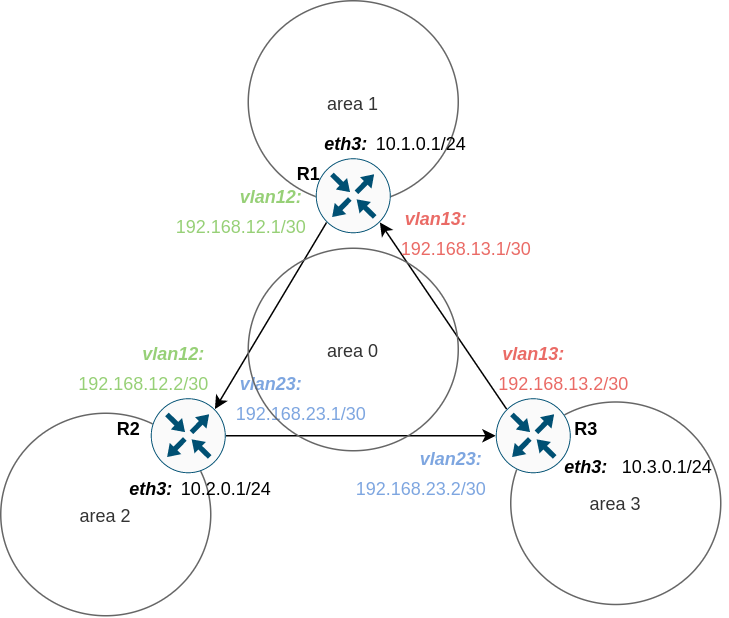 area 1
eth3: 10.1.0.1/24
R1
vlan12:
192.168.12.1/30
vlan13:
192.168.13.1/30
area 0
vlan12:
192.168.12.2/30
vlan23:
192.168.23.1/30
vlan13:
192.168.13.2/30
R2
R3
eth3: 10.2.0.1/24
area 2
vlan23:
192.168.23.2/30
eth3: 10.3.0.1/24
area 3